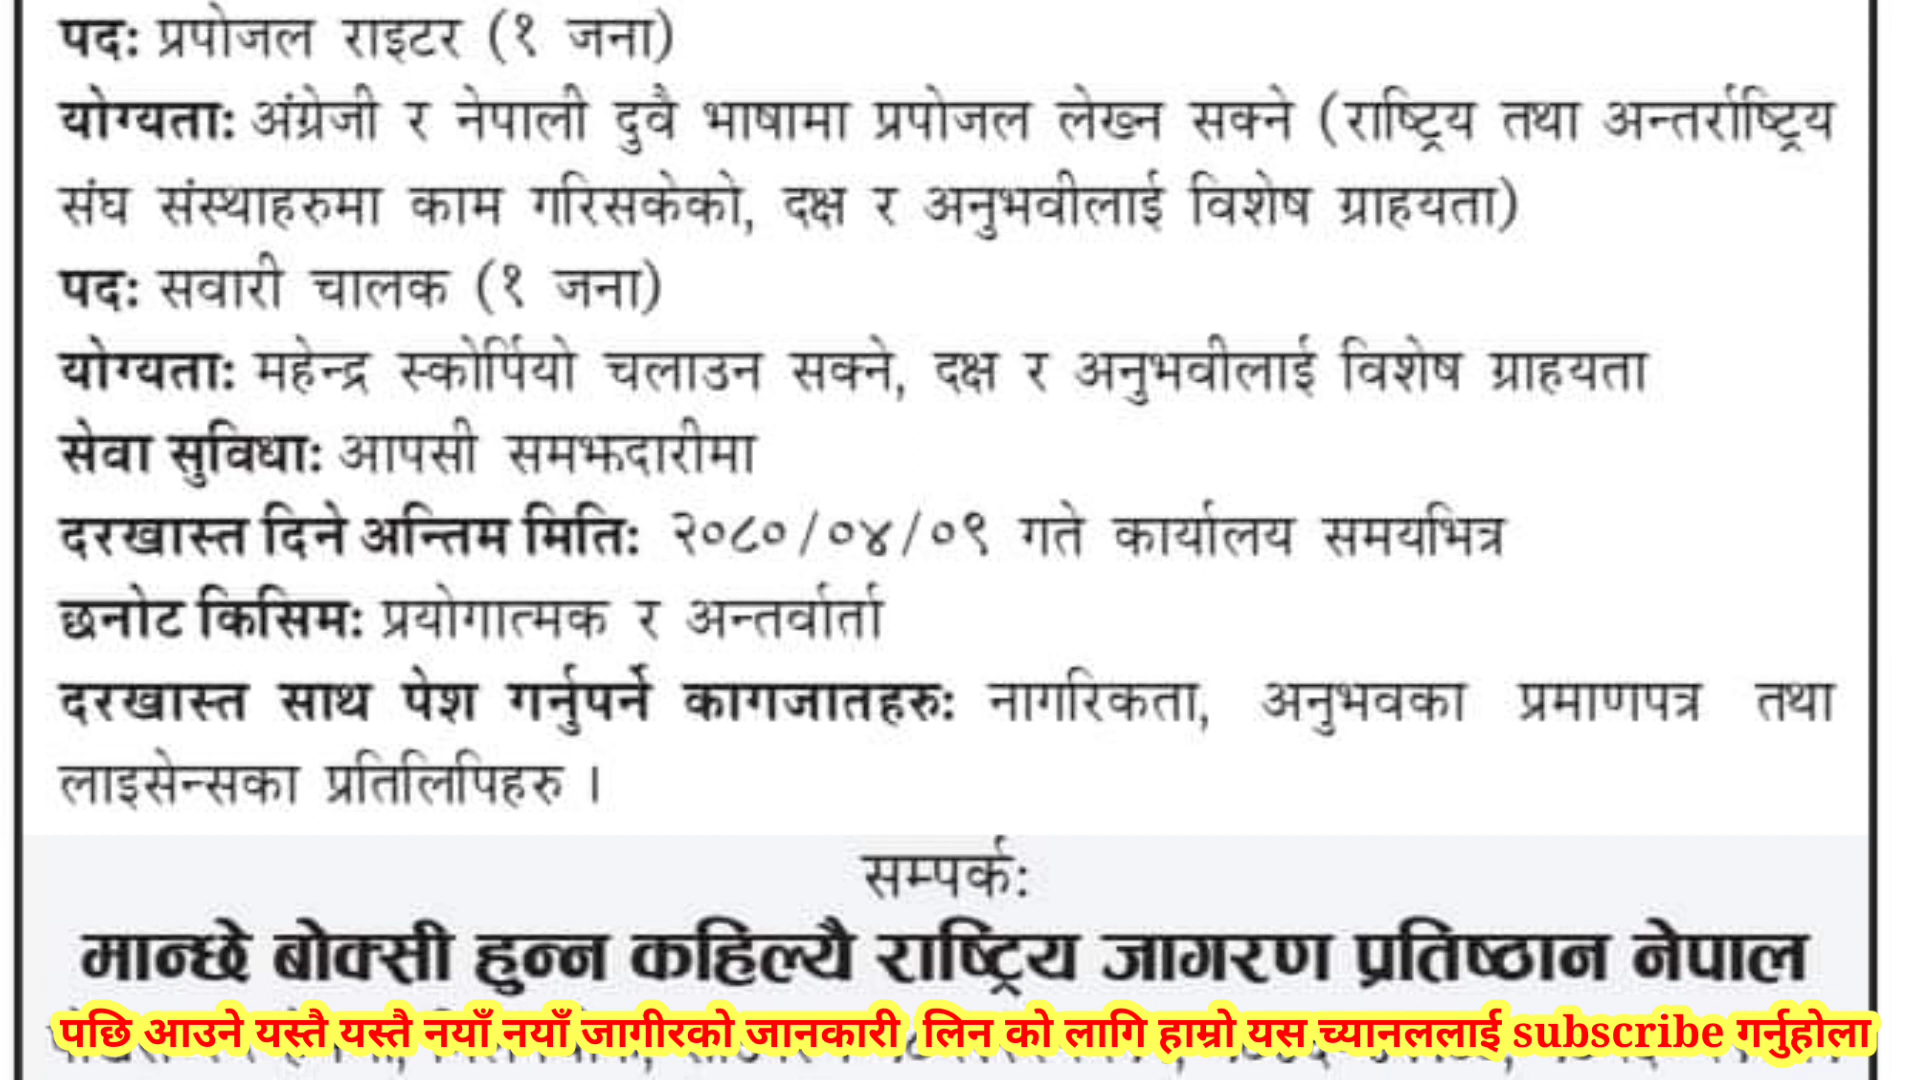 पद: प्रपोजल राइटर (१ जना)
योग्यता: अंग्रेजी र नेपाली दुवै भाषामा प्रपोजल लेख्न सक्ने (राष्ट्रिय तथा अन्तर्राष्ट्रिय
संघ संस्थाहरुमा काम गरिसकेको, दक्ष र अनुभवीलाई विशेष ग्राहयता)
पद: सवारी चालक (१ जना)
योग्यता: महेन्द्र स्कोर्पियो चलाउन सक्ने, दक्ष र अनुभवीलाई विशेष ग्राहयता
सेवा सुविधा: आपसी समझदारीमा
दरखास्त दिने अन्तिम मिति: २०८०/०४/०९ गते कार्यालय समयभित्र
छनोट किसिम: प्रयोगात्मक र अन्तर्वार्ता
दरखास्त साथ पेश गर्नुपर्ने कागजातहरु: नागरिकता, अनुभवका प्रमाणपत्र तथा
लाइसेन्सका प्रतिलिपिहरु ।
सम्पर्क:
मान्छे बोक्सी हुन्न कहिल्यै राष्ट्रिय जागरण प्रतिष्ठान नेपाल
पछि आउने यस्तै यस्तै नयाँ नयाँ जागीरको जानकारी लिन को लागि हाम्रो यस च्यानललाई subscribe गर्नुहोला